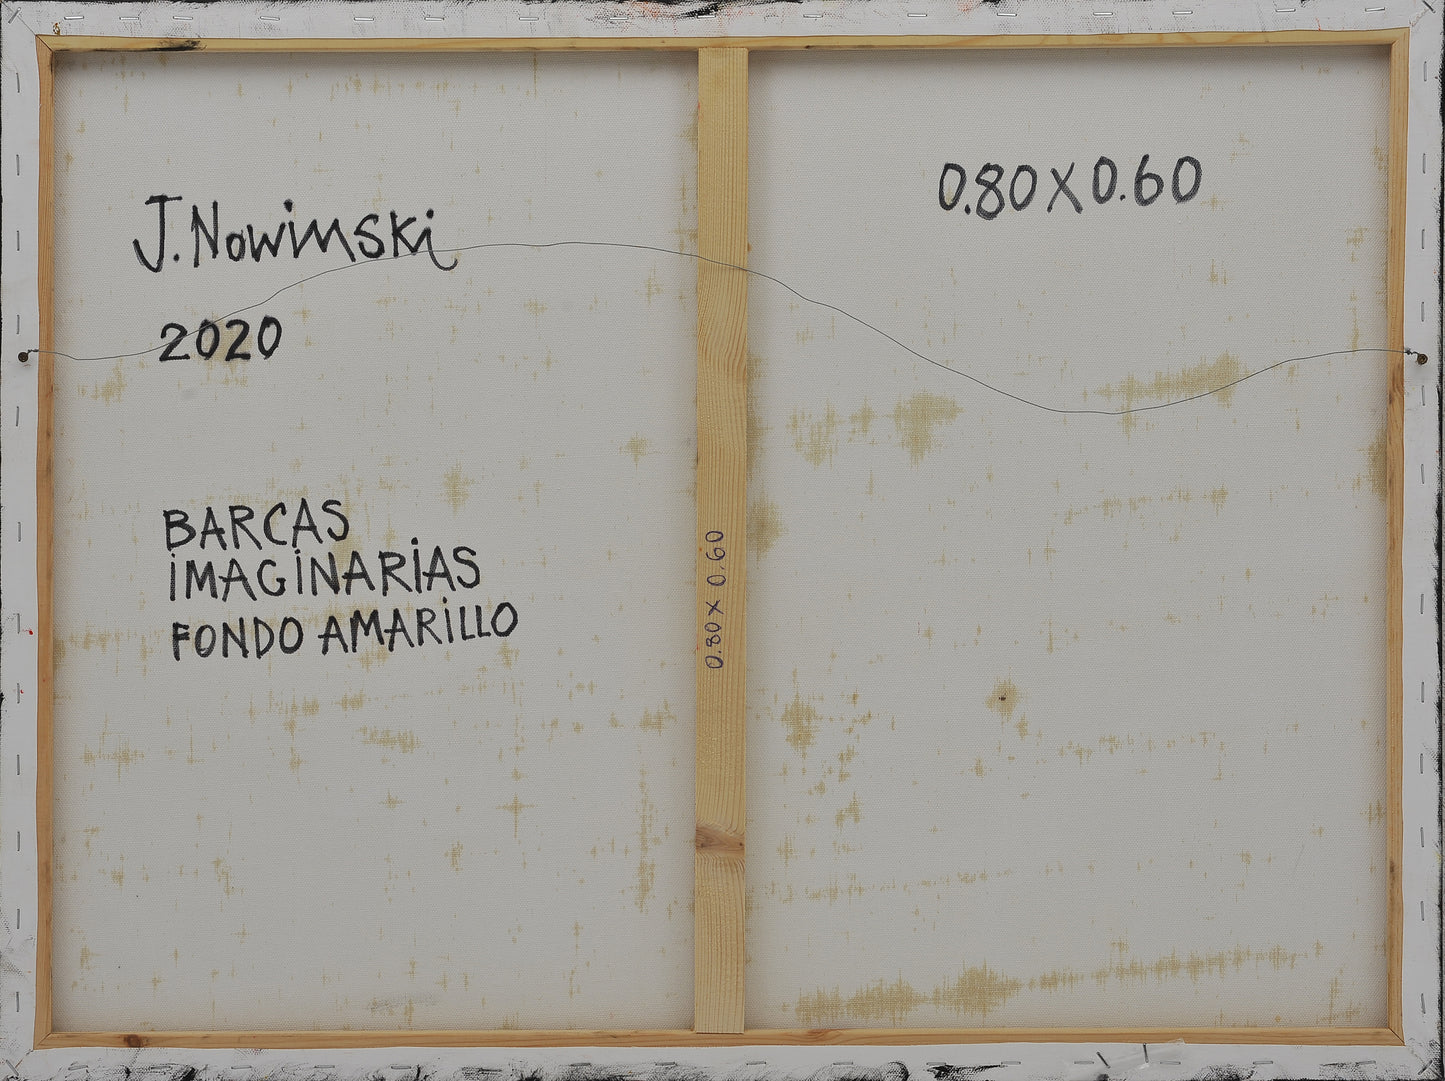 J. Nowinski
2020
BARCAS
IMAGINARIAS
FONDO AMARILLO
0.80 X 0.60
0.80 X 0.60